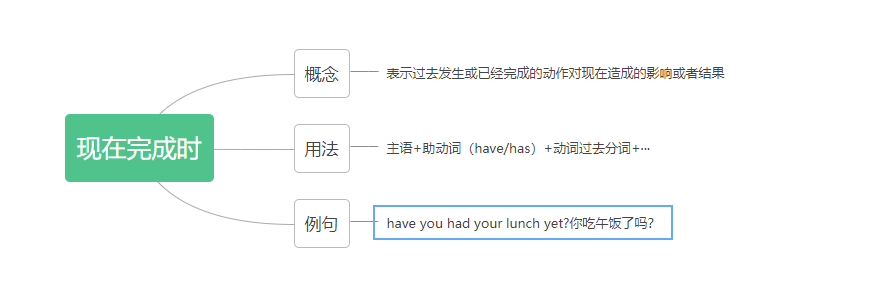 现在完成时
概念
表示过去发生或已经完成的动作对现在造成的影响或者结果
用法
主语+助动词（have/has）+动词过去分词+···
例句
have you had your lunch yet?你吃午饭了吗?